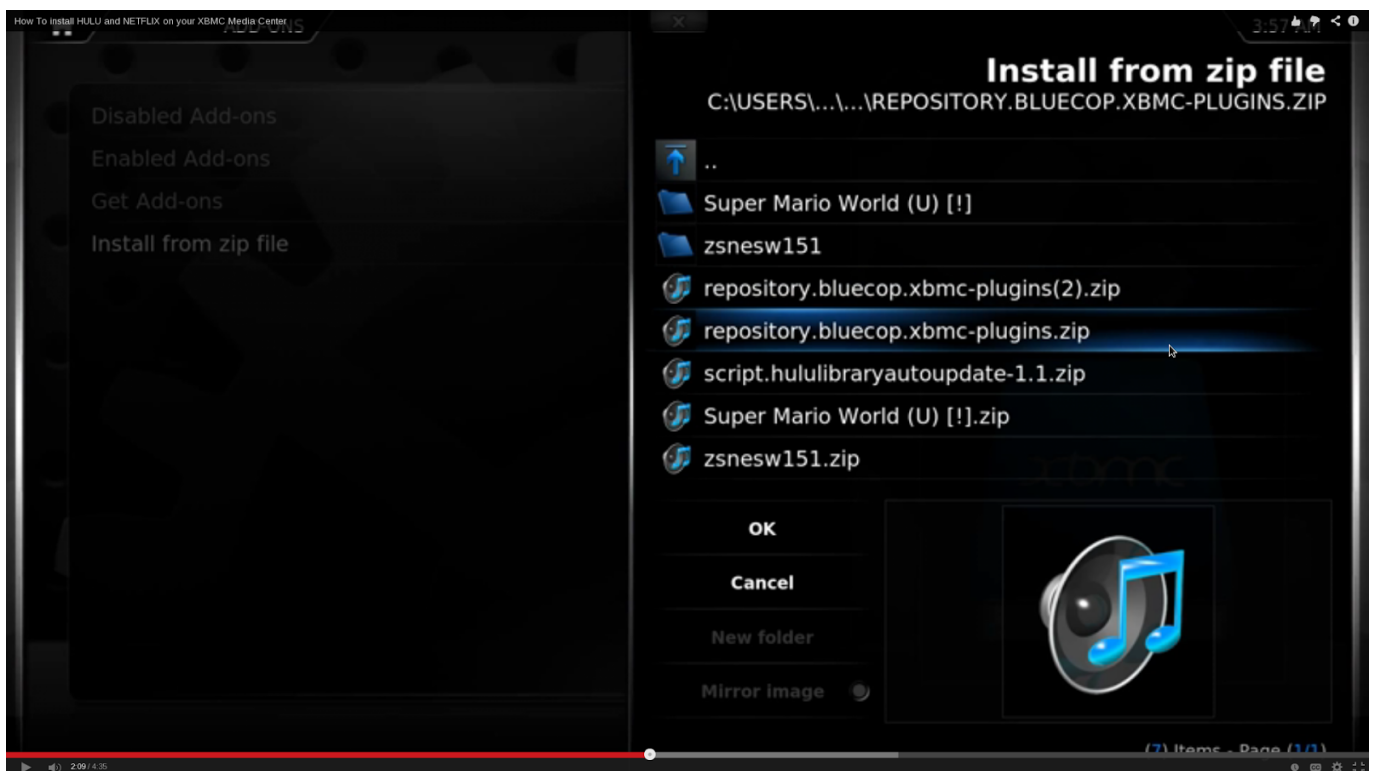 How To install HULU and NETFLIX on your XBMC Media Center
ADD-ONS
3:57 AM
Install from zip file
C:\USERS\...\...\REPOSITORY.BLUECOP.XBMC-PLUGINS.ZIP
Disabled Add-ons
Enabled Add-ons
Get Add-ons
Install from zip file
..
Super Mario World (U) [!]
zsnesw151
repository.bluecop.xbmc-plugins(2).zip
repository.bluecop.xbmc-plugins.zip
script.hululibraryautoupdate-1.1.zip
Super Mario World (U) [!].zip
zsnesw151.zip
xbmc
OK
Cancel
New folder
Mirror image
(7) Items - Page (1/1)
2:09 / 4:35